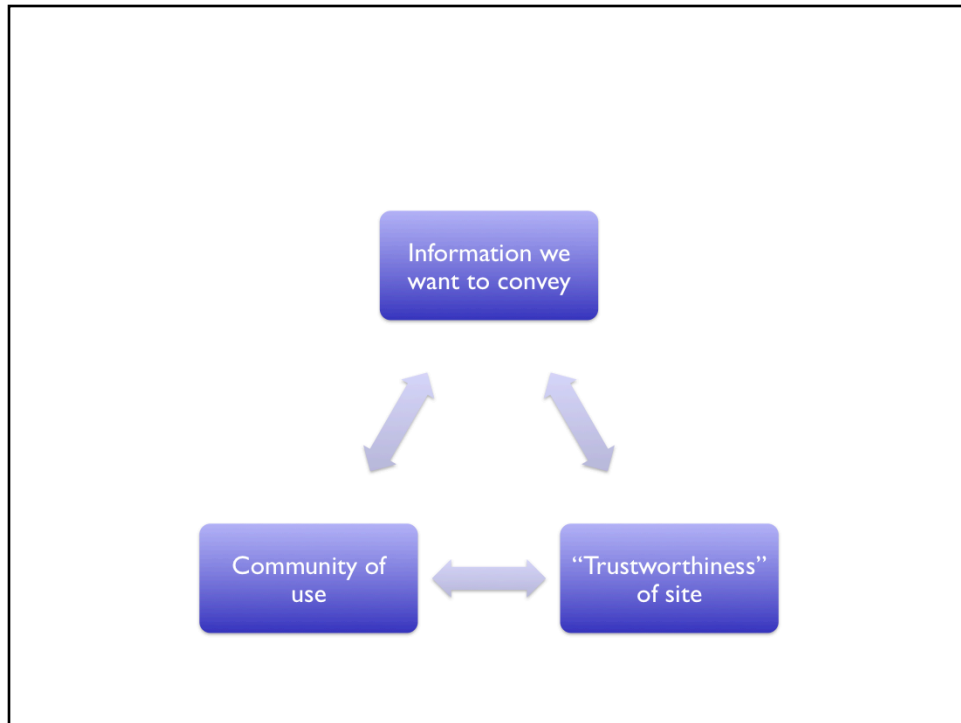 Information we
want to convey
Community of
use
“Trustworthiness”
of site